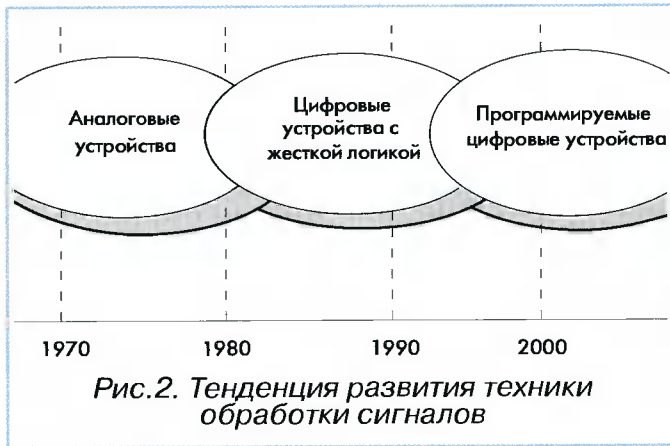 Аналоговые
устройства
Цифровые
устройства с
жесткой логикой
Программируемые
цифровые устройства
1970
1980
1990
2000
Рис.2. Тенденция развития техники
обработки сигналов